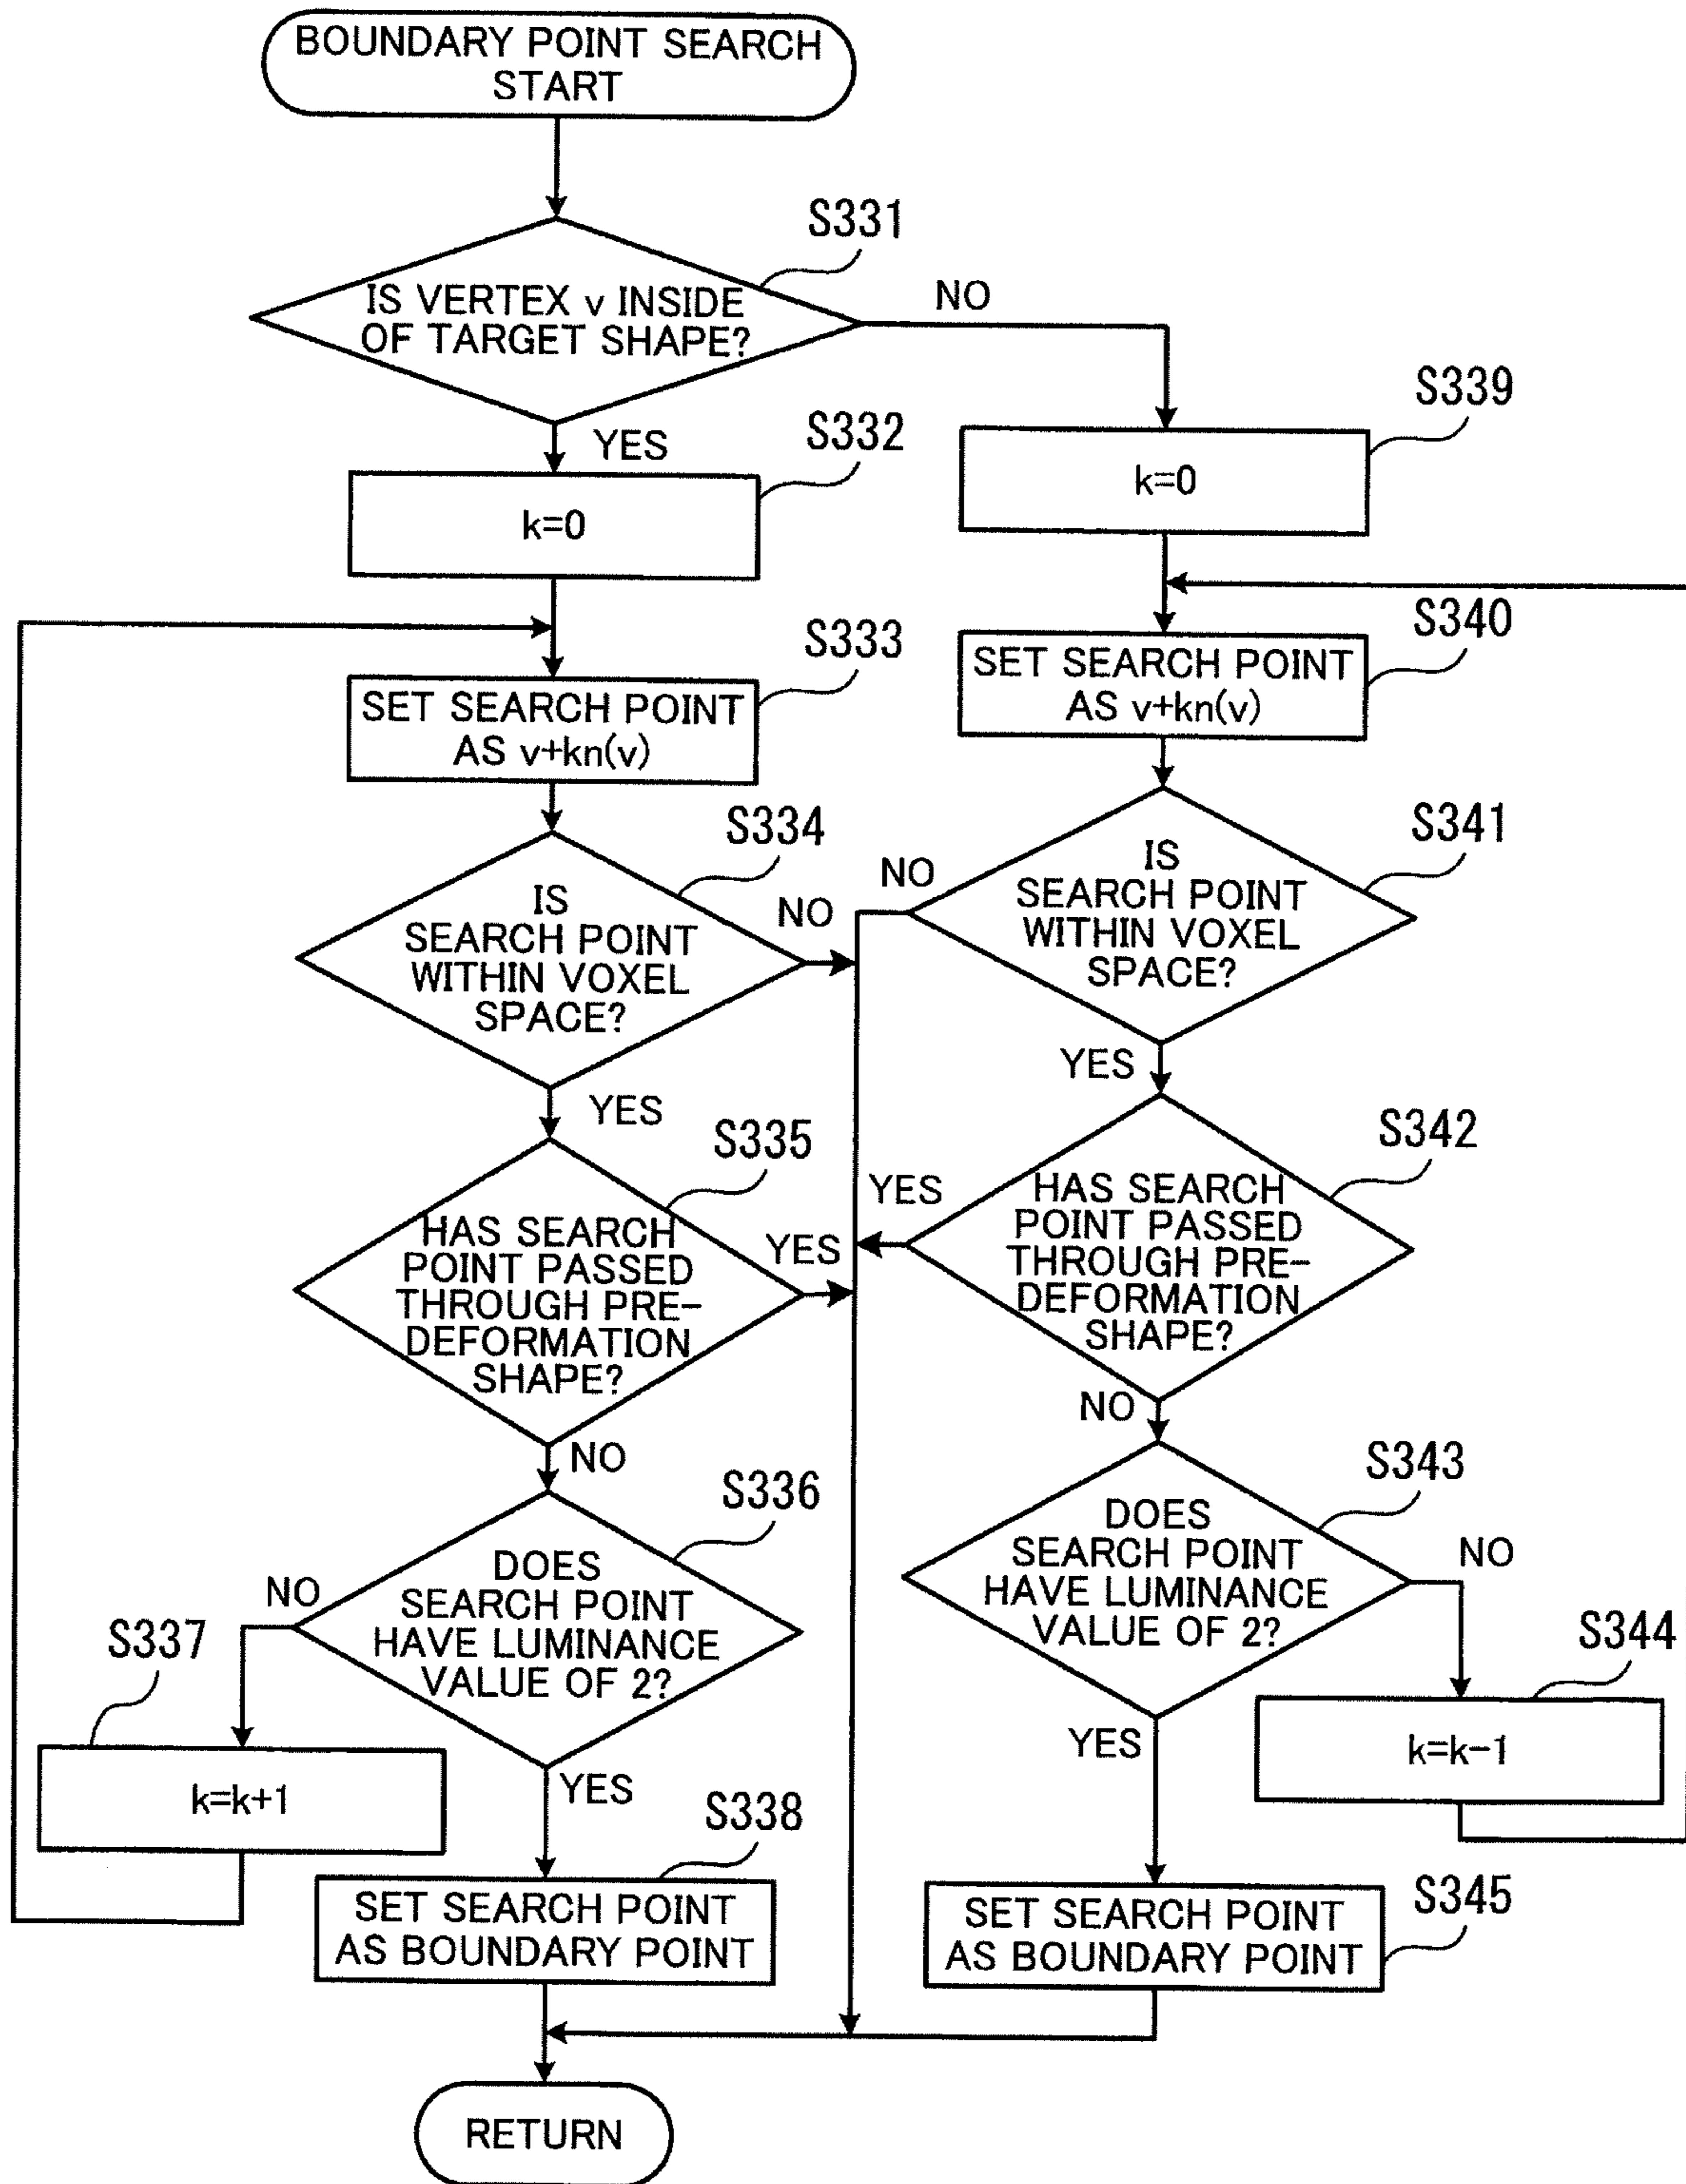 BOUNDARY POINT SEARCH
START
S331
IS VERTEX v INSIDE
OF TARGET SHAPE?
NO
YES
S332
k=0
S333
SET SEARCH POINT
AS v+kn(v)
S334
IS
SEARCH POINT
WITHIN VOXEL
SPACE?
NO
YES
S335
HAS SEARCH
POINT PASSED
THROUGH PRE-
DEFORMATION
SHAPE?
YES
NO
S336
DOES
SEARCH POINT
HAVE LUMINANCE
VALUE OF 2?
NO
S337
k=k+1
YES
S338
SET SEARCH POINT
AS BOUNDARY POINT
S339
k=0
S340
SET SEARCH POINT
AS v+kn(v)
S341
IS
SEARCH POINT
WITHIN VOXEL
SPACE?
NO
YES
S342
HAS SEARCH
POINT PASSED
THROUGH PRE-
DEFORMATION
SHAPE?
YES
NO
S343
DOES
SEARCH POINT
HAVE LUMINANCE
VALUE OF 2?
NO
S344
k=k-1
YES
S345
SET SEARCH POINT
AS BOUNDARY POINT
RETURN